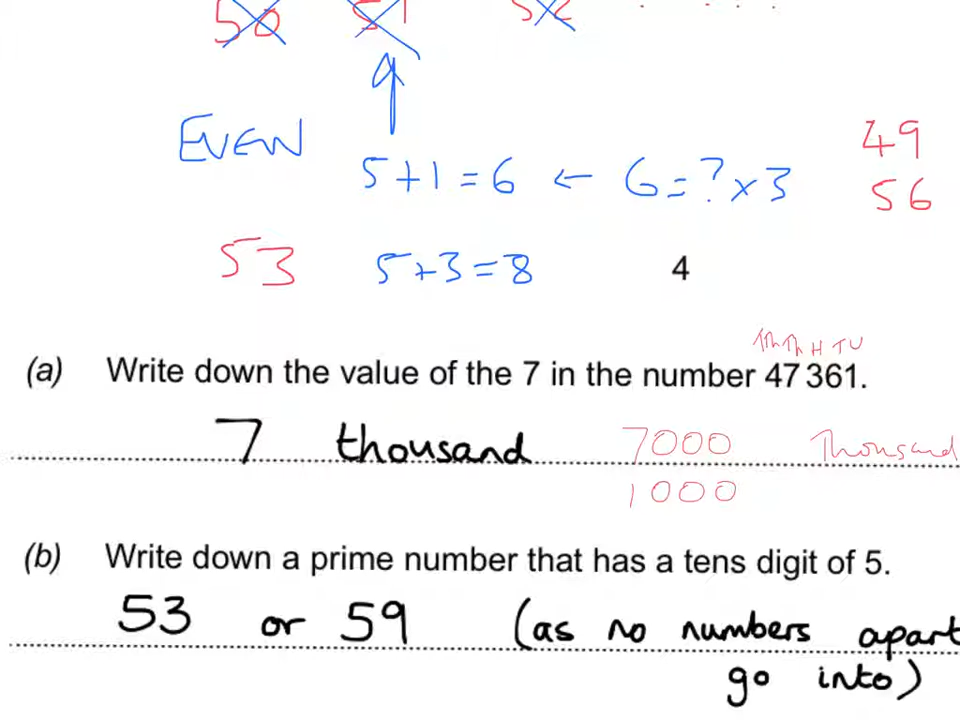 50 51 52 . . . .
EVEN
5+1=6 ← 6=?×3 49
56
53 5+3=8 4
Th Th H T U
(a) Write down the value of the 7 in the number 47 361.
7 thousand 7000 Thousand
1000
(b) Write down a prime number that has a tens digit of 5.
53 or 59 (as no numbers apart
go into)